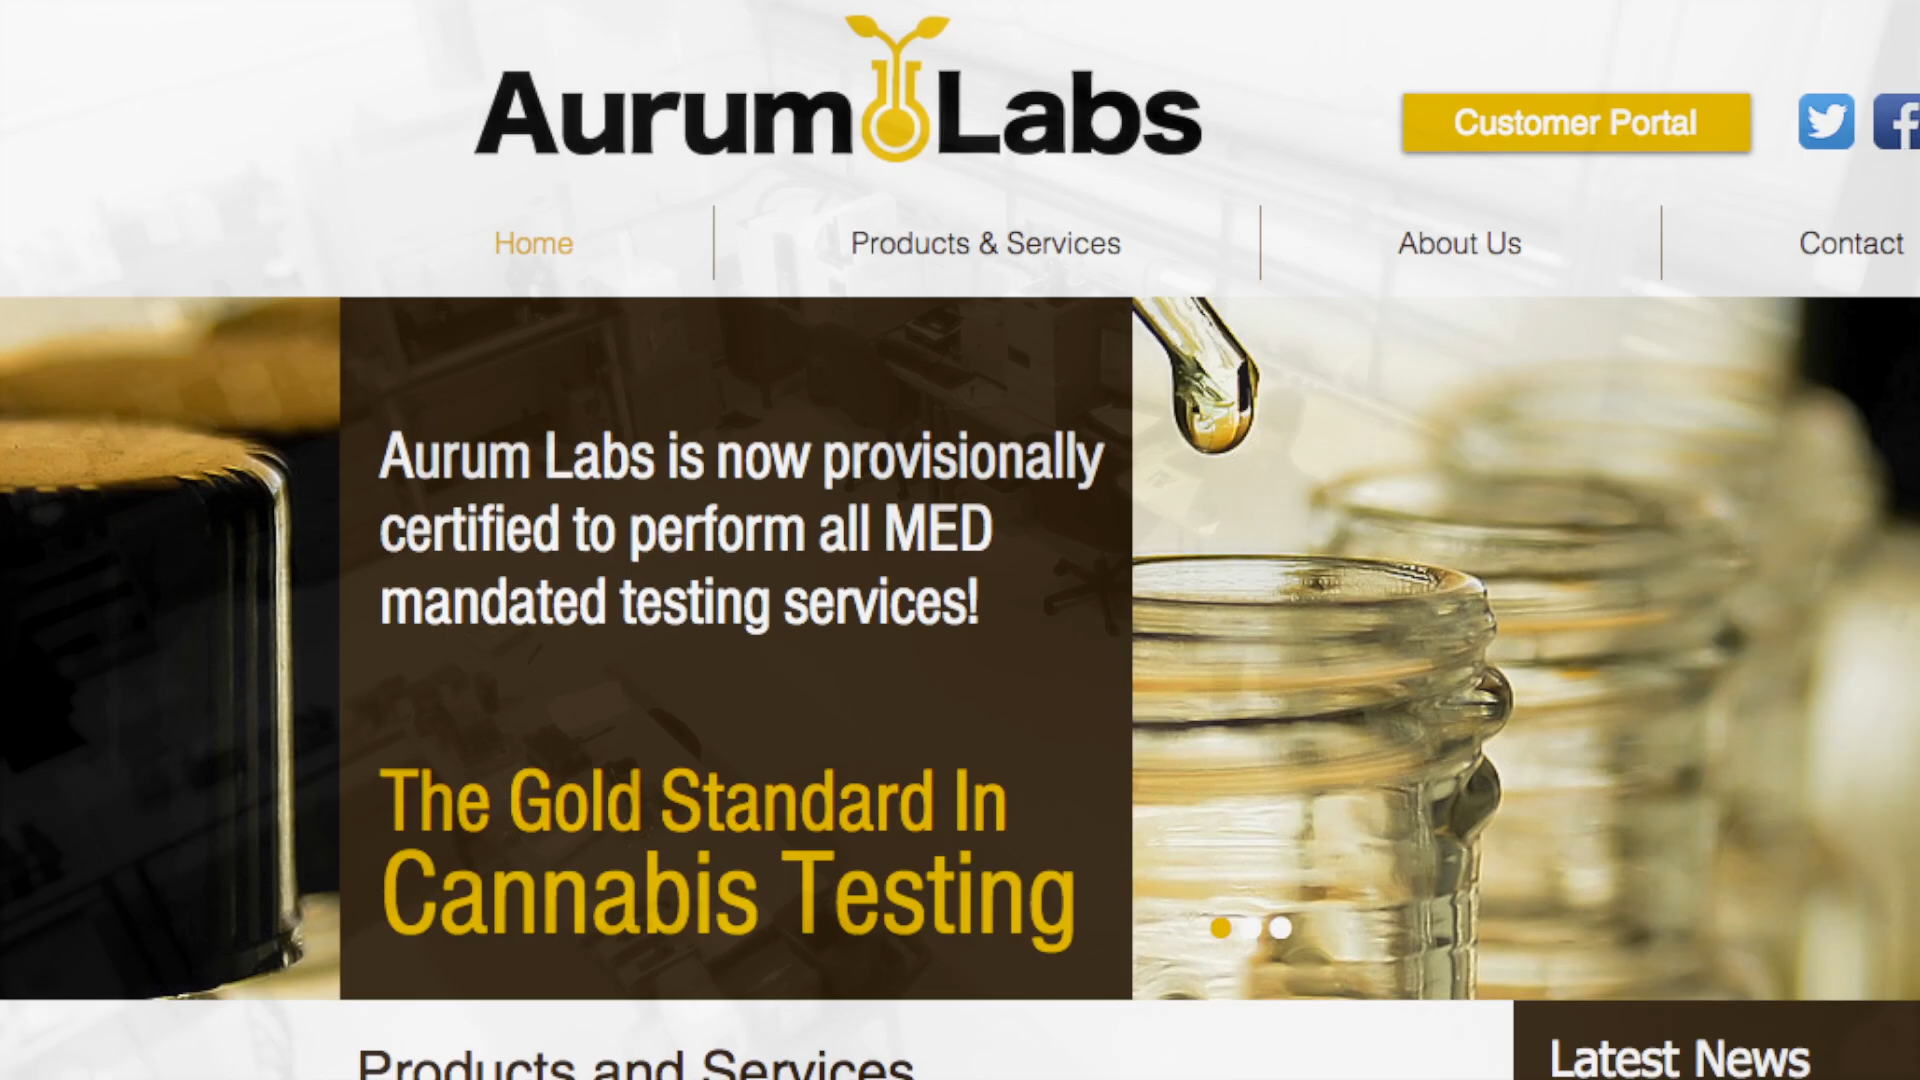 Aurum Labs
Customer Portal
Home
Products & Services
About Us
Contact
Aurum Labs is now provisionally
certified to perform all MED
mandated testing services!
The Gold Standard In
Cannabis Testing
Products and Services
Latest News